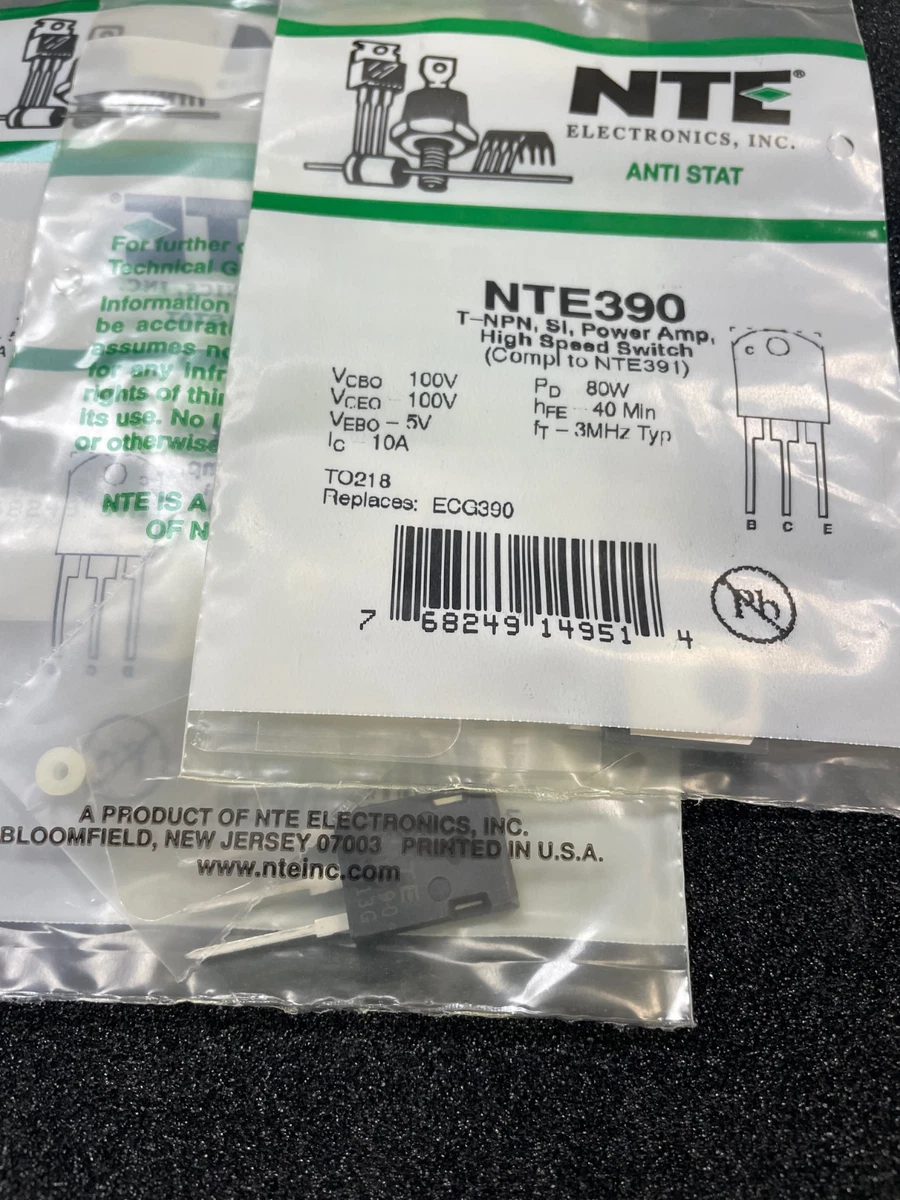 NTE®
ELECTRONICS, INC.
ANTI STAT
NTE390
T-NPN, SI, Power Amp,
High Speed Switch
(Compl to NTE391)
VCBO 100V
VCEO - 100V
VEBO - 5V
IC - 10A
PD 80W
hFE 40 Min
fT - 3MHz Typ
TO218
Replaces: ECG390
C
B C E
7 68249 14951 4
Pb
For further
Technical
Information
be accurat
assumes
for any infr
rights of thir
its use. No
or otherwise
NTE IS A
OF N
A PRODUCT OF NTE ELECTRONICS, INC.
BLOOMFIELD, NEW JERSEY 07003 PRINTED IN U.S.A.
www.nteinc.com